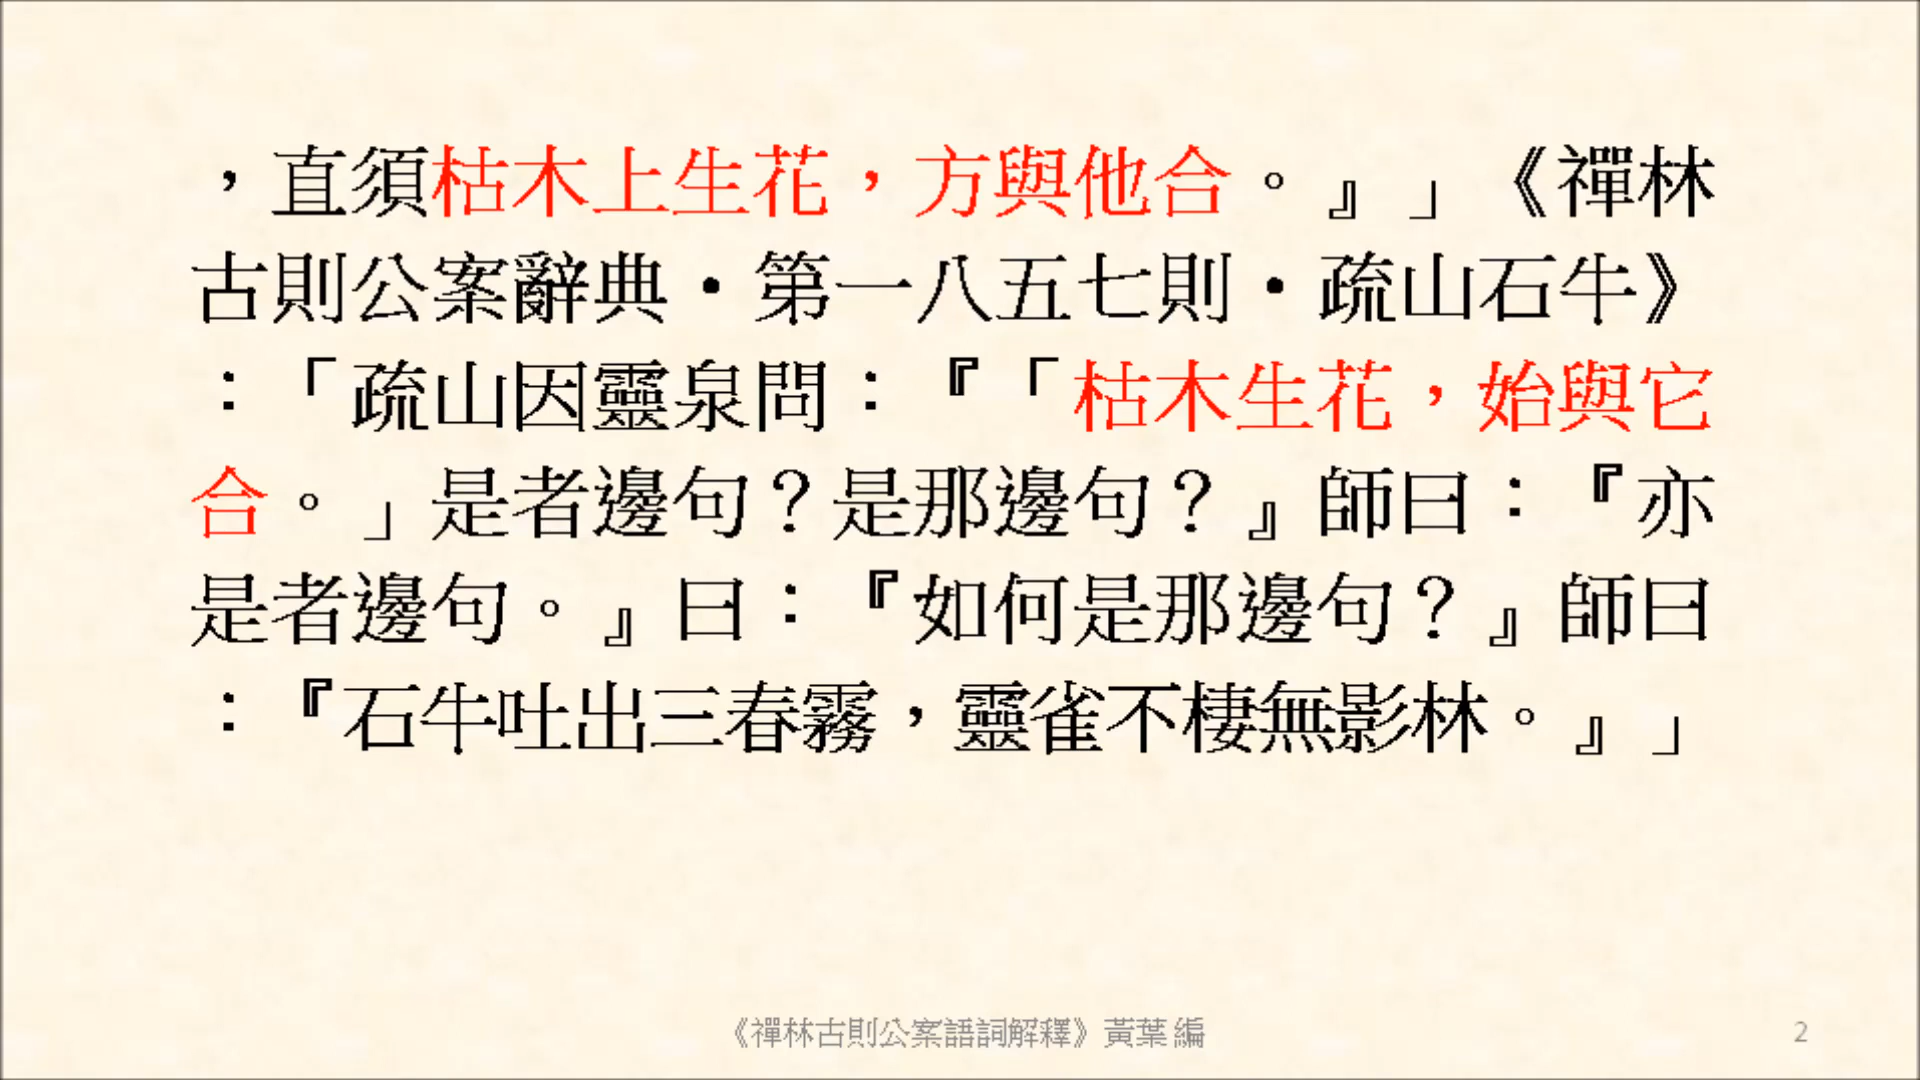 ，直須枯木上生花，方與他合。』」《禪林
古則公案辭典·第一八五七則·疏山石牛》
：「疏山因靈泉問：『「枯木生花，始與它
合。」是者邊句？是那邊句？』師曰：『亦
是者邊句。』曰：『如何是那邊句？』師曰
：『石牛吐出三春霧，靈雀不棲無影林。』」
《禪林古則公案語詞解釋》黃葉 編
2